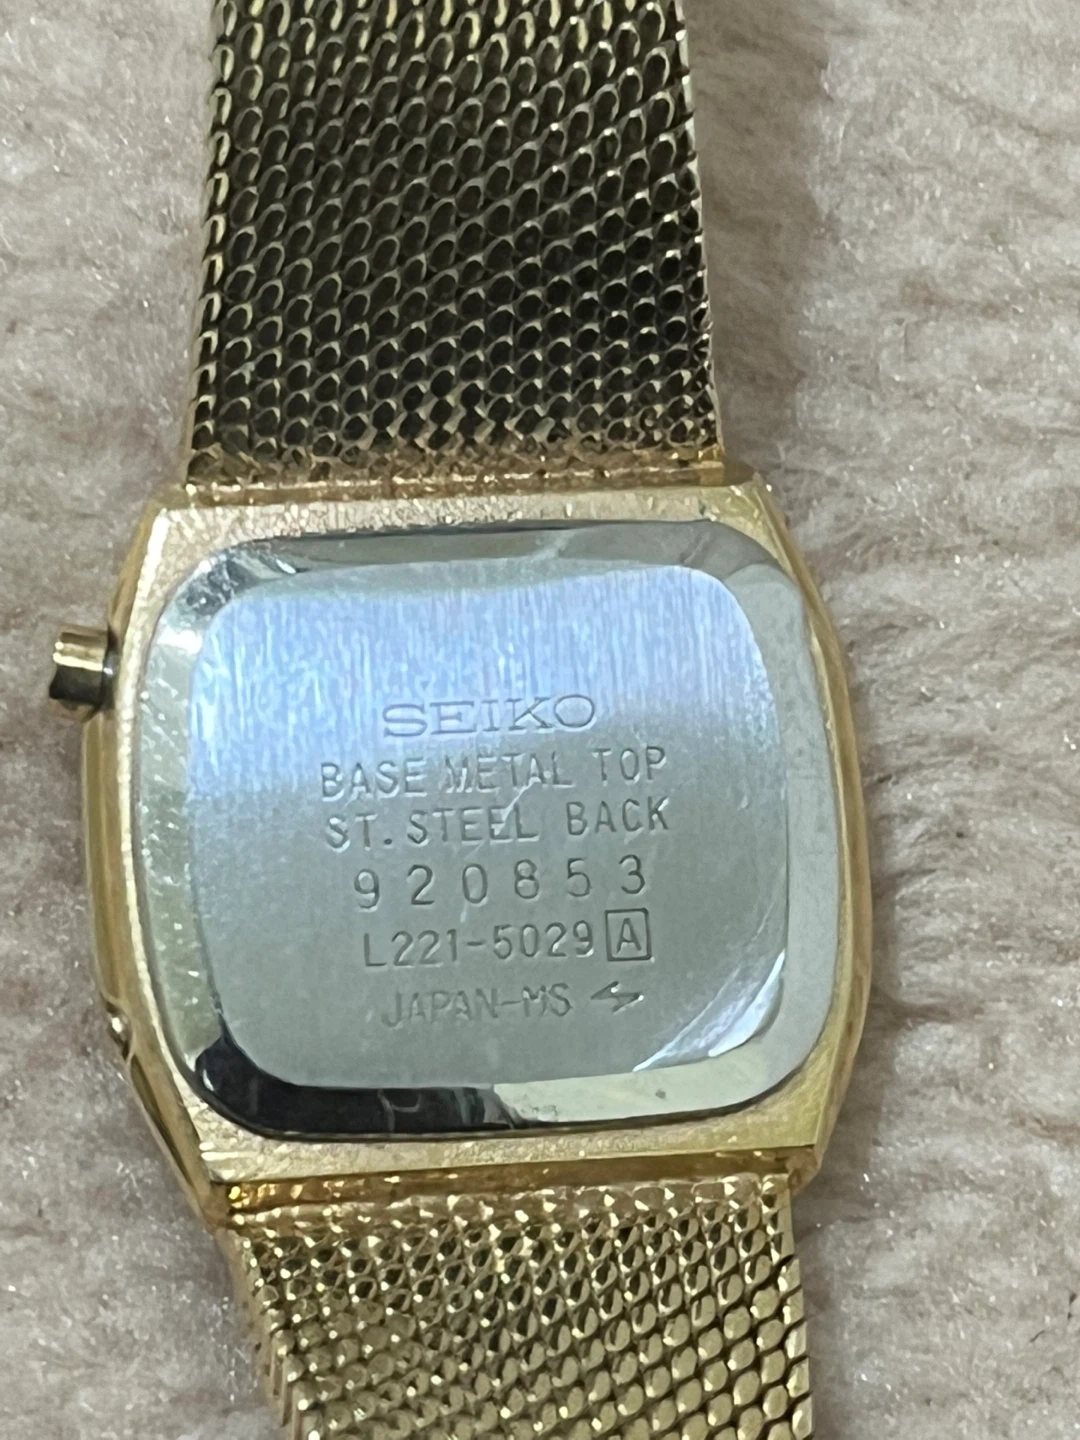 SEIKO
BASE METAL TOP
ST. STEEL BACK
920853
L221-5029 A
JAPAN-MS